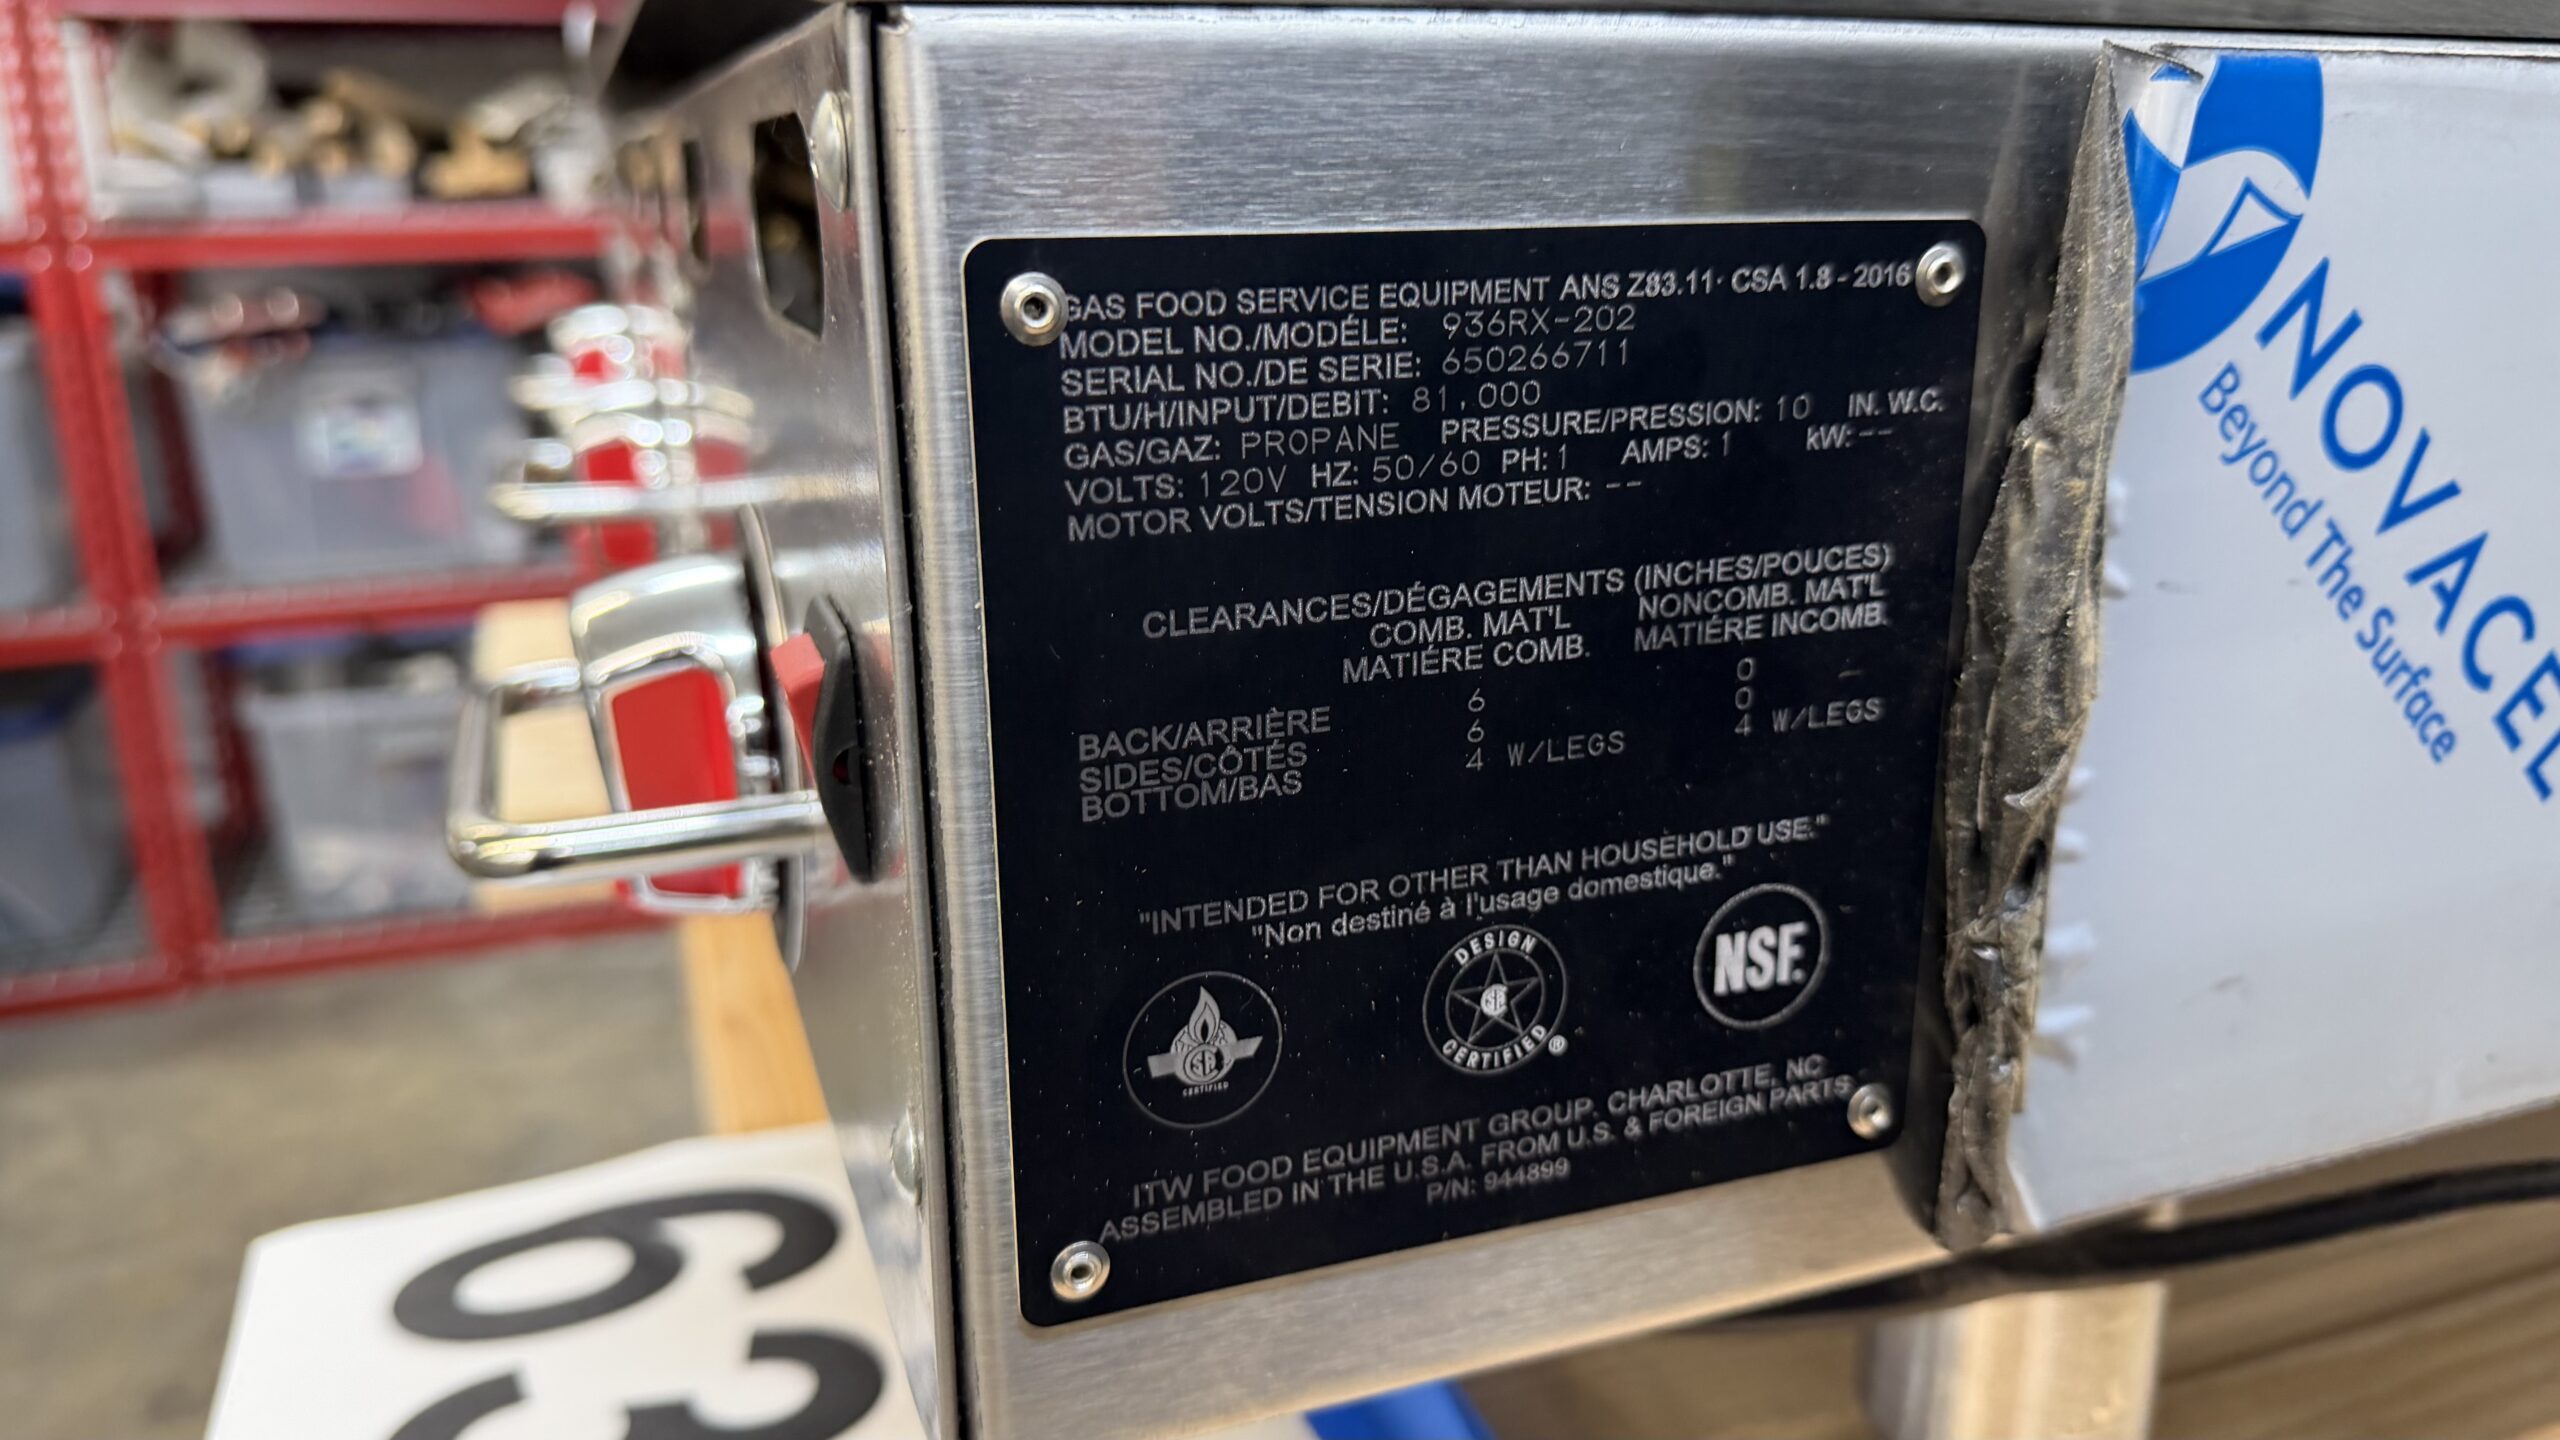 GAS FOOD SERVICE EQUIPMENT ANS Z83.11· CSA 1.8 - 2016
MODEL NO./MODÉLE: 936RX-202
SERIAL NO./DE SERIE: 650266711
BTU/H/INPUT/DEBIT: 81,000
GAS/GAZ: PROPANE PRESSURE/PRESSION: 10 IN. W.C.
VOLTS: 120V HZ: 50/60 PH: 1 AMPS: 1 kW: --
MOTOR VOLTS/TENSION MOTEUR: --
CLEARANCES/DÉGAGEMENTS (INCHES/POUCES)
COMB. MAT'L NONCOMB. MAT'L
MATIÉRE COMB. MATIÉRE INCOMB.
BACK/ARRIÈRE 6 0
SIDES/CÔTÉS 6 0
BOTTOM/BAS 4 W/LEGS 4 W/LEGS
"INTENDED FOR OTHER THAN HOUSEHOLD USE."
"Non destiné à l'usage domestique."
SA CERTIFIED
DESIGN SA CERTIFIED ®
NSF.
ITW FOOD EQUIPMENT GROUP, CHARLOTTE, NC
ASSEMBLED IN THE U.S.A. FROM U.S. & FOREIGN PARTS
P/N: 944899
NOVACEL
Beyond The Surface
63